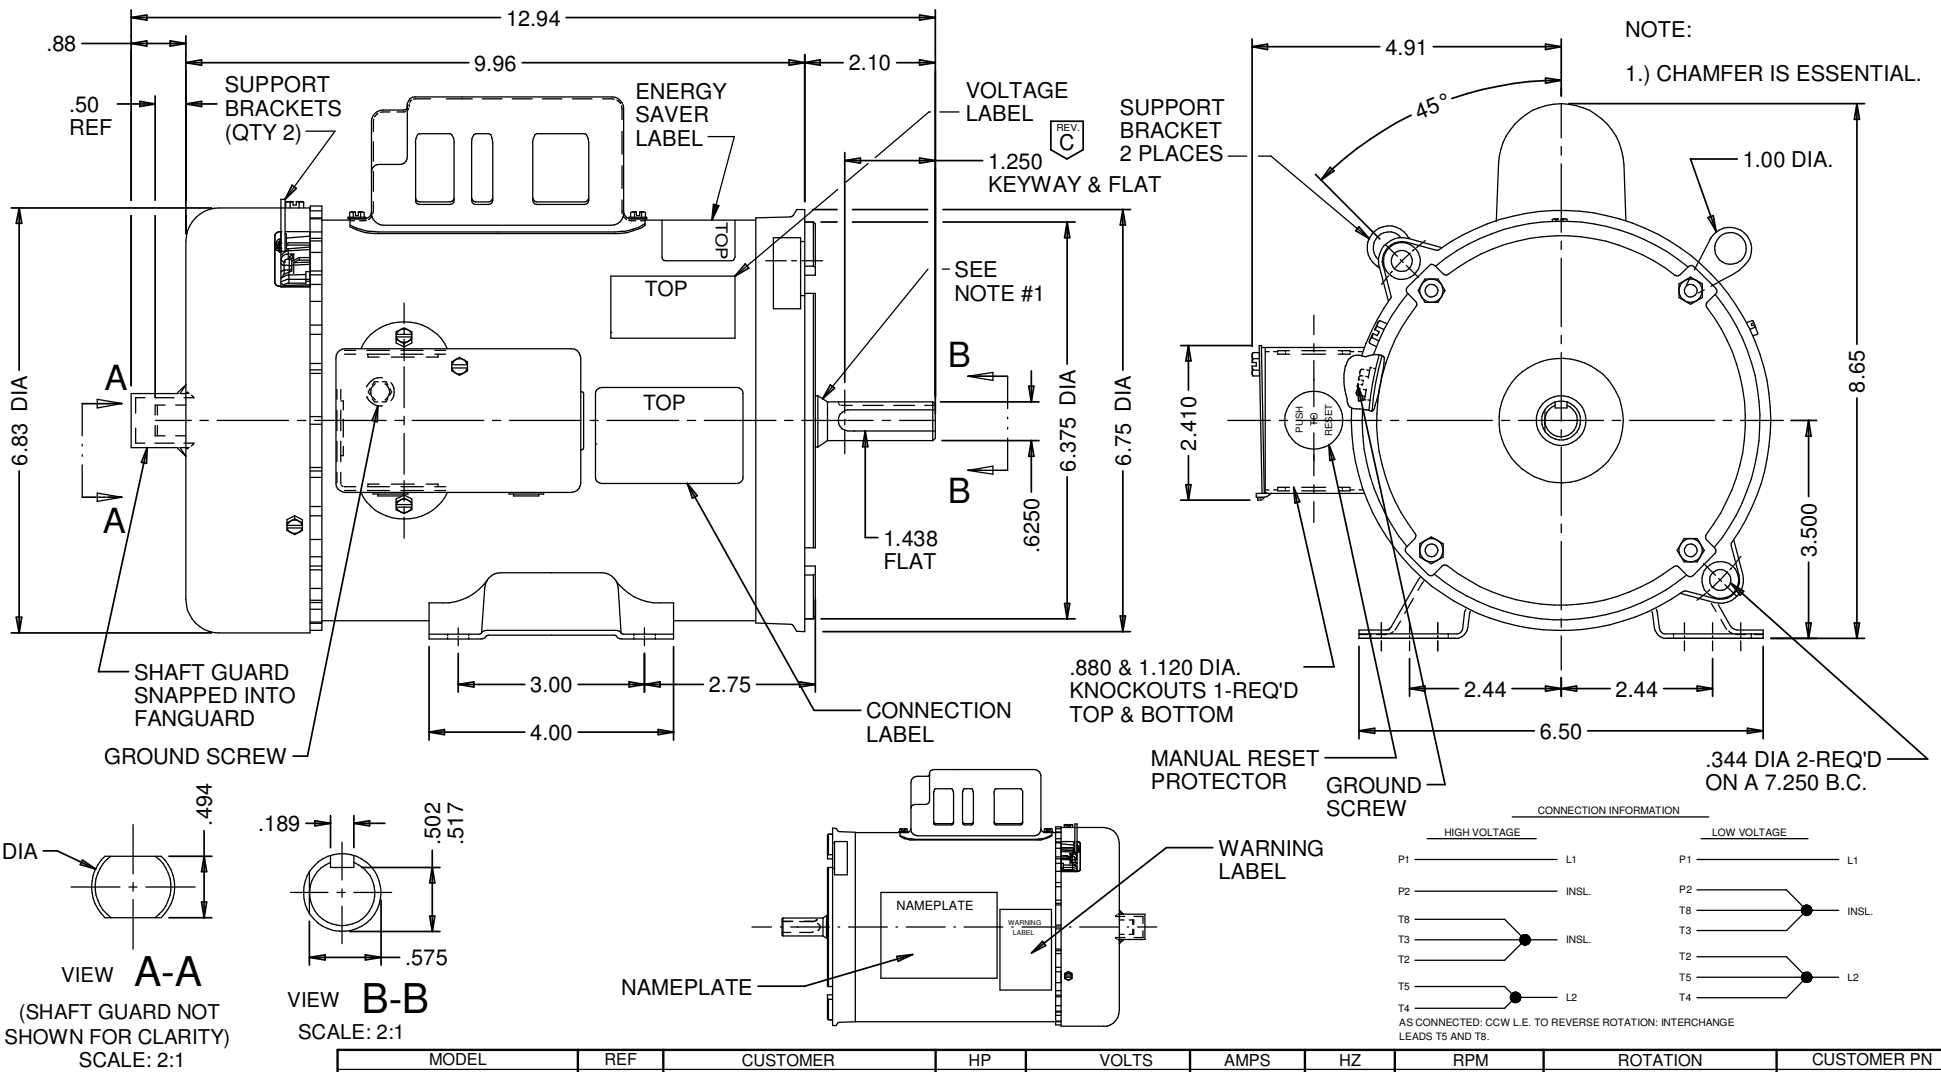 12.94
.88
9.96
2.10
.50
REF
SUPPORT
BRACKETS
(QTY 2)
ENERGY
SAVER
LABEL
VOLTAGE
LABEL
REV.
C
1.250
KEYWAY & FLAT
TOP
TOP
SEE
NOTE #1
A
A
6.83 DIA
TOP
B
B
6.375 DIA
6.75 DIA
.6250
1.438
FLAT
SHAFT GUARD
SNAPPED INTO
FANGUARD
GROUND SCREW
3.00
2.75
4.00
CONNECTION
LABEL
NOTE:
1.) CHAMFER IS ESSENTIAL.
4.91
45°
SUPPORT
BRACKET
2 PLACES
1.00 DIA.
8.65
2.410
PUSH
TO
RESET
3.500
.880 & 1.120 DIA.
KNOCKOUTS 1-REQ'D
TOP & BOTTOM
2.44
2.44
6.50
MANUAL RESET
PROTECTOR
GROUND
SCREW
.344 DIA 2-REQ'D
ON A 7.250 B.C.
DIA
.494
VIEW A-A
(SHAFT GUARD NOT
SHOWN FOR CLARITY)
SCALE: 2:1
.189
.502
.517
.575
VIEW B-B
SCALE: 2:1
NAMEPLATE
WARNING
LABEL
NAMEPLATE
WARNING
LABEL
CONNECTION INFORMATION
HIGH VOLTAGE
P1 L1
P2 INSL.
T8
T3 INSL.
T2
T5
L2
T4
LOW VOLTAGE
P1 L1
P2
T8 INSL.
T3
T2
T5 L2
T4
AS CONNECTED: CCW L.E. TO REVERSE ROTATION: INTERCHANGE
LEADS T5 AND T8.
MODEL REF CUSTOMER HP VOLTS AMPS HZ RPM ROTATION CUSTOMER PN